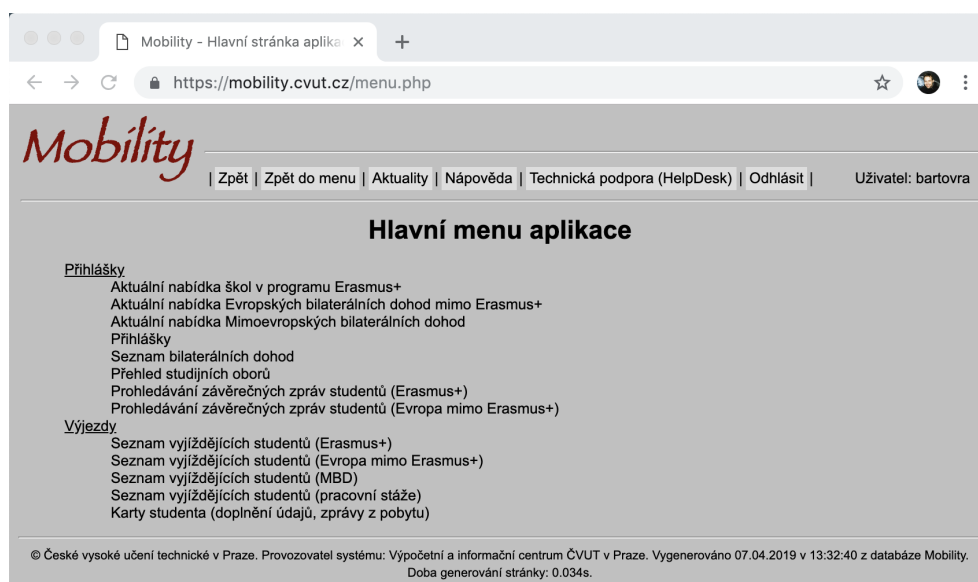 Mobility - Hlavní stránka aplika
https://mobility.cvut.cz/menu.php
Mobility
| Zpět | Zpět do menu | Aktuality | Nápověda | Technická podpora (HelpDesk) | Odhlásit | Uživatel: bartovra
Hlavní menu aplikace
Přihlášky
Aktuální nabídka škol v programu Erasmus+
Aktuální nabídka Evropských bilaterálních dohod mimo Erasmus+
Aktuální nabídka Mimoevropských bilaterálních dohod
Přihlášky
Seznam bilaterálních dohod
Přehled studijních oborů
Prohledávání závěrečných zpráv studentů (Erasmus+)
Prohledávání závěrečných zpráv studentů (Evropa mimo Erasmus+)
Výjezdy
Seznam vyjíždějících studentů (Erasmus+)
Seznam vyjíždějících studentů (Evropa mimo Erasmus+)
Seznam vyjíždějících studentů (MBD)
Seznam vyjíždějících studentů (pracovní stáže)
Karty studenta (doplnění údajů, zprávy z pobytu)
© České vysoké učení technické v Praze. Provozovatel systému: Výpočetní a informační centrum ČVUT v Praze. Vygenerováno 07.04.2019 v 13:32:40 z databáze Mobility.
Doba generování stránky: 0.034s.